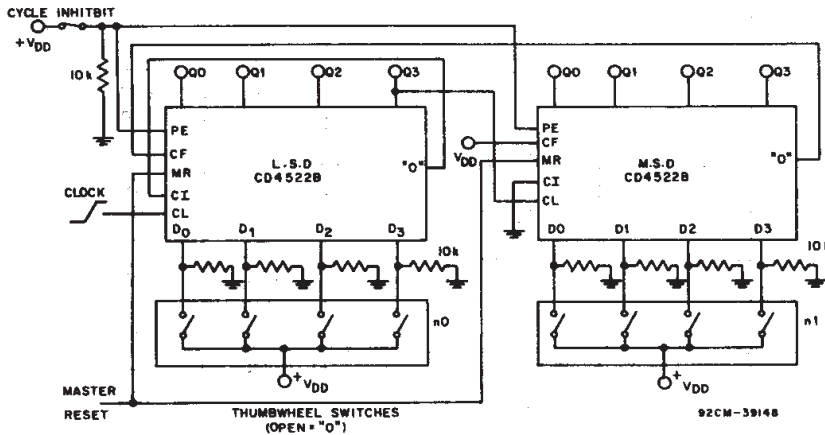 CYCLE INHITBIT
+ VDD
10k
Q0 Q1 Q2 Q3
PE
CF
MR
CI
CL
L.S.D
CD4522B
"0"
D0 D1 D2 D3
CLOCK
10k
n0
+ VDD
MASTER
RESET
THUMBWHEEL SWITCHES
(OPEN = "0")
Q0 Q1 Q2 Q3
VDD
PE
CF
MR
CI
CL
M.S.D
CD4522B
"0"
D0 D1 D2 D3
10k
n1
+ VDD
92CM-39148